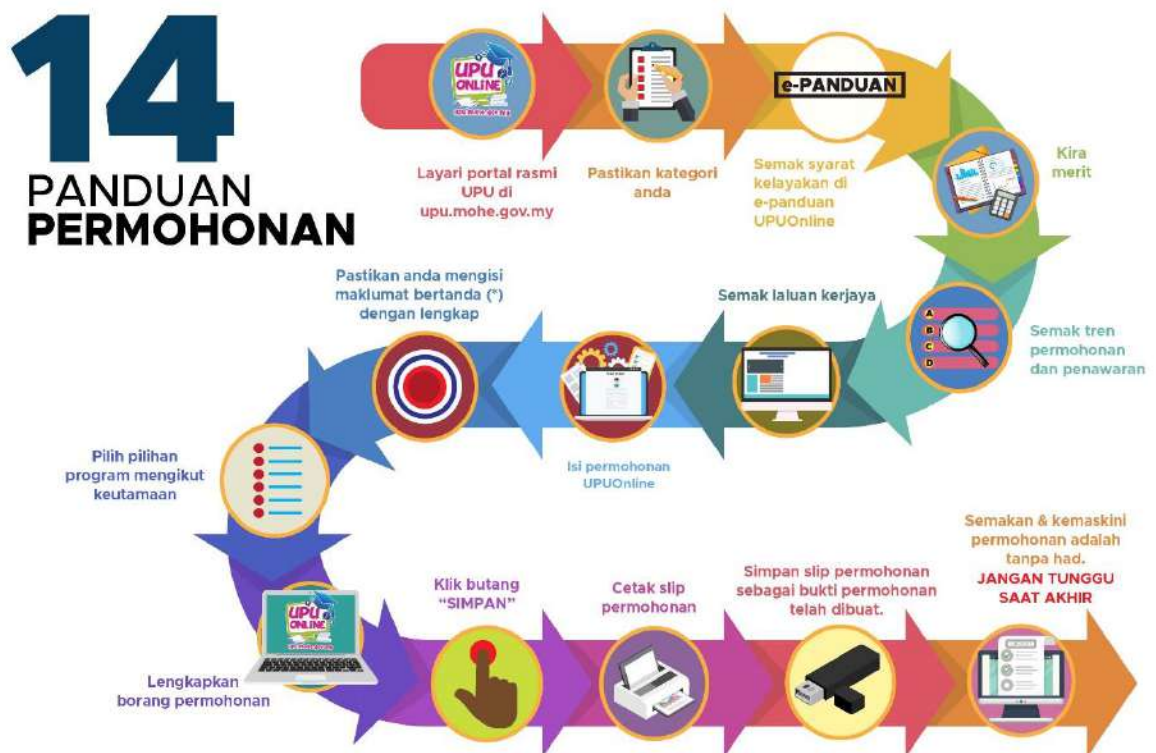 14
PANDUAN
PERMOHONAN
UPU
ONLINE
e-PANDUAN
Layari portal rasmi
UPU di
upu.mohe.gov.my
Pastikan kategori
anda
Semak syarat
kelayakan di
e-panduan
UPUOnline
Kira
merit
A
B
C
D
Semak tren
permohonan
dan penawaran
Semak laluan kerjaya
Isi permohonan
UPUOnline
Pastikan anda mengisi
maklumat bertanda (*)
dengan lengkap
Pilih pilihan
program mengikut
keutamaan
UPU
ONLINE
Lengkapkan
borang permohonan
Klik butang
“SIMPAN”
Cetak slip
permohonan
Simpan slip permohonan
sebagai bukti permohonan
telah dibuat.
Semakan & kemaskini
permohonan adalah
tanpa had.
JANGAN TUNGGU
SAAT AKHIR